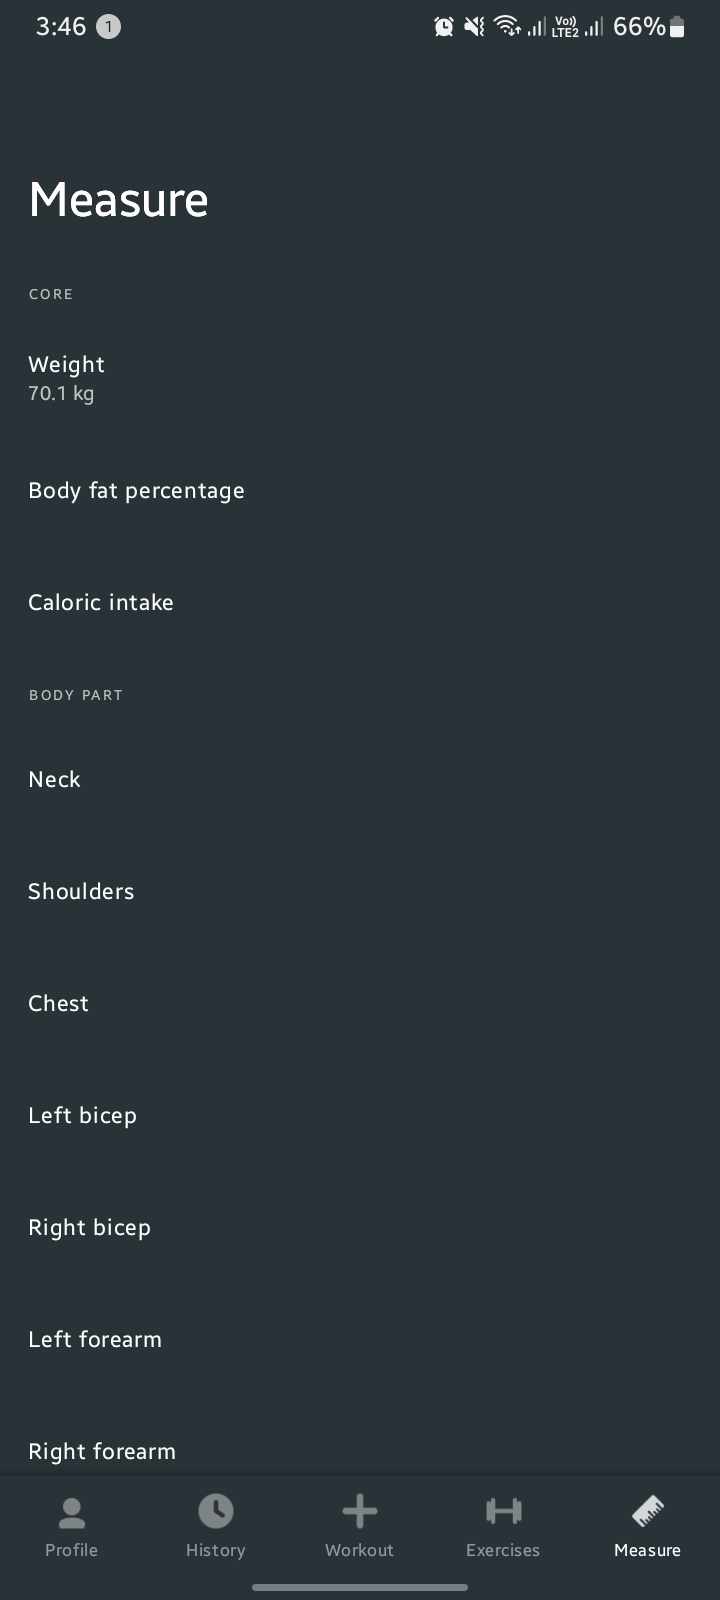 3:46 1 Vo)) LTE2 66%
Measure
CORE
Weight
70.1 kg
Body fat percentage
Caloric intake
BODY PART
Neck
Shoulders
Chest
Left bicep
Right bicep
Left forearm
Right forearm
Profile History Workout Exercises Measure